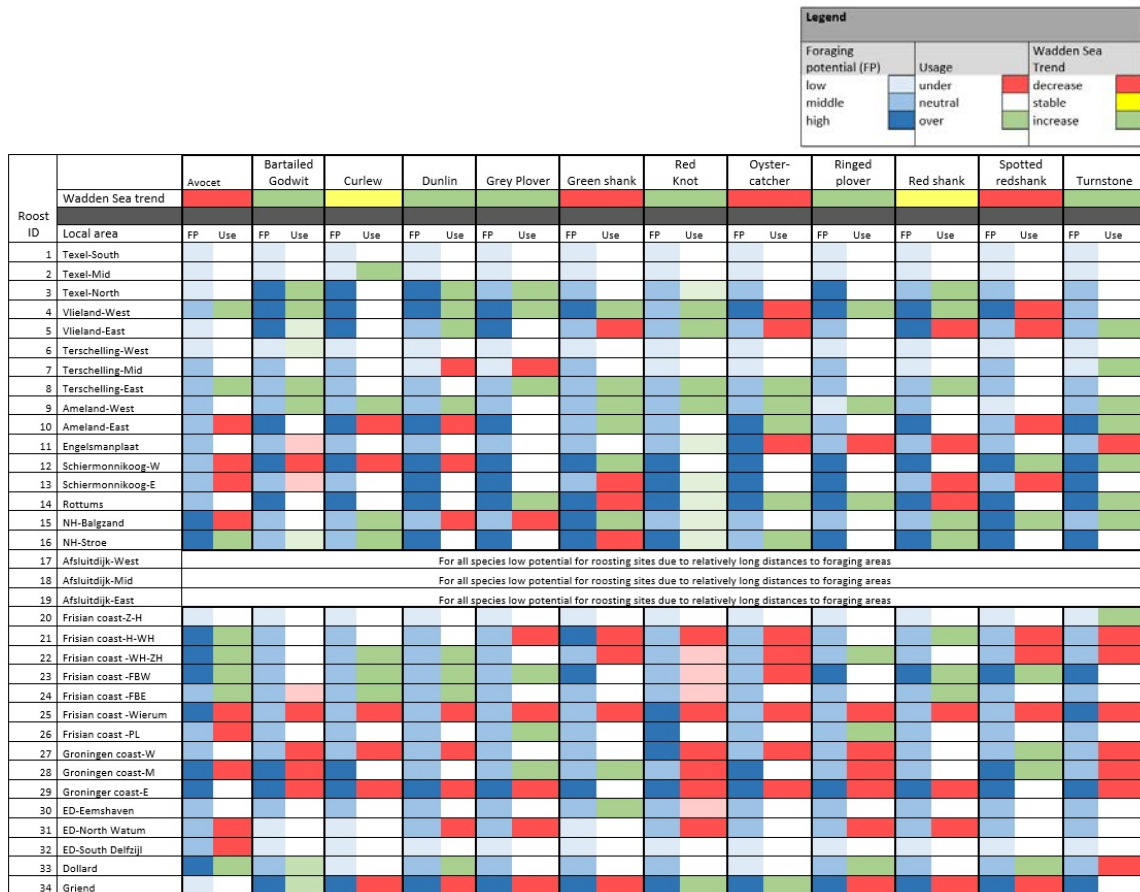 Legend
Foraging potential (FP) Usage Wadden Sea Trend
low under decrease
middle neutral stable
high over increase
Avocet Bartailed Godwit Curlew Dunlin Grey Plover Green shank Red Knot Oyster-catcher Ringed plover Red shank Spotted redshank Turnstone
Wadden Sea trend
Roost ID Local area FP Use FP Use FP Use FP Use FP Use FP Use FP Use FP Use FP Use FP Use FP Use FP Use
1 Texel-South
2 Texel-Mid
3 Texel-North
4 Vlieland-West
5 Vlieland-East
6 Terschelling-West
7 Terschelling-Mid
8 Terschelling-East
9 Ameland-West
10 Ameland-East
11 Engelsmanplaat
12 Schiermonnikoog-W
13 Schiermonnikoog-E
14 Rottums
15 NH-Balgzand
16 NH-Stroe
17 Afsluitdijk-West For all species low potential for roosting sites due to relatively long distances to foraging areas
18 Afsluitdijk-Mid For all species low potential for roosting sites due to relatively long distances to foraging areas
19 Afsluitdijk-East For all species low potential for roosting sites due to relatively long distances to foraging areas
20 Frisian coast-Z-H
21 Frisian coast-H-WH
22 Frisian coast -WH-ZH
23 Frisian coast -FBW
24 Frisian coast -FBE
25 Frisian coast -Wierum
26 Frisian coast -PL
27 Groningen coast-W
28 Groningen coast-M
29 Groninger coast-E
30 ED-Eemshaven
31 ED-North Watum
32 ED-South Delfzijl
33 Dollard
34 Griend